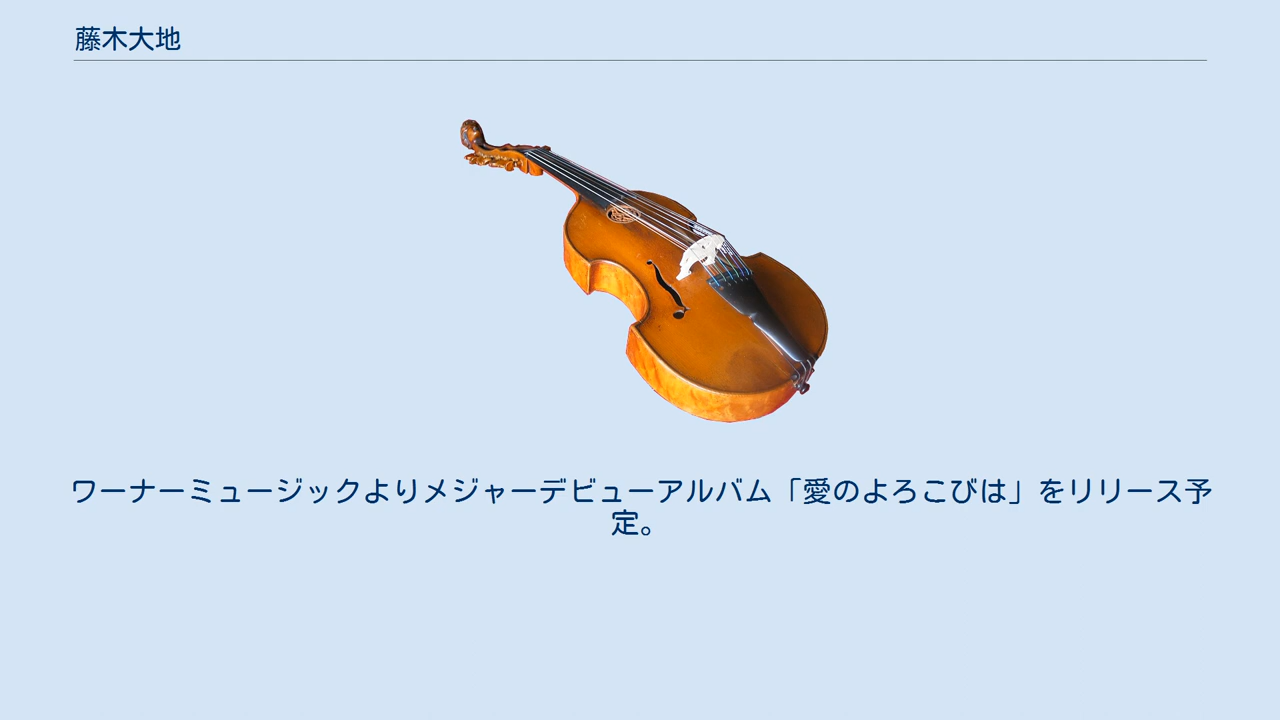 藤木大地
ワーナーミュージックよりメジャーデビューアルバム「愛のよろこびは」をリリース予
定。